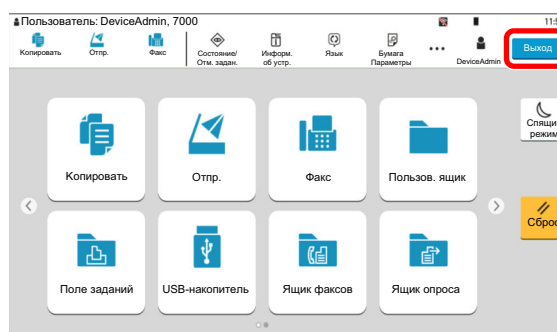 Пользователь: DeviceAdmin, 7000
Копировать Отпр. Факс Состояние/ Отм. задан. Информ. об устр. Язык Бумага Параметры ... DeviceAdmin Выход
Копировать Отпр. Факс Пользов. ящик
режим
Сброс
Поле заданий USB-накопитель Ящик факсов Ящик опроса